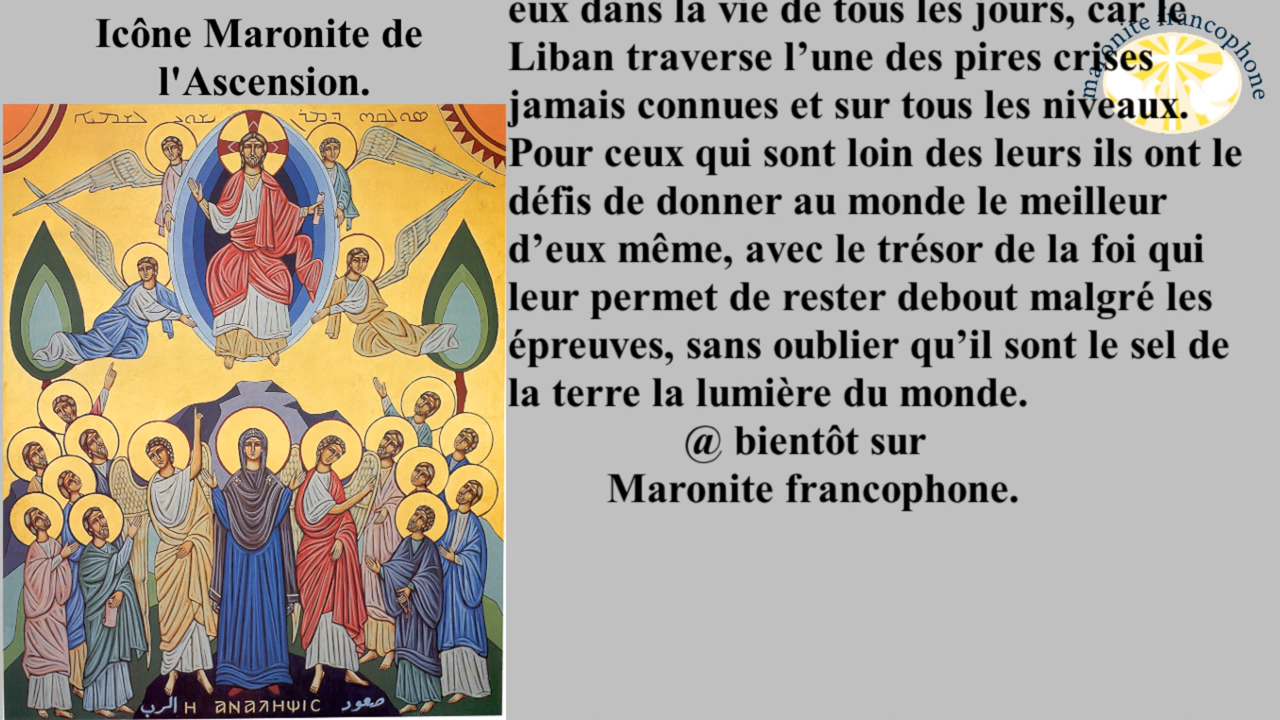 Icône Maronite de
l'Ascension.
eux dans la vie de tous les jours, car le
Liban traverse l’une des pires crises
jamais connues et sur tous les niveaux.
Pour ceux qui sont loin des leurs ils ont le
défis de donner au monde le meilleur
d’eux même, avec le trésor de la foi qui
leur permet de rester debout malgré les
épreuves, sans oublier qu’il sont le sel de
la terre la lumière du monde.
@ bientôt sur
Maronite francophone.
maronite francophone
الرب Η ΑΝΑΛΗΨΙС صعود